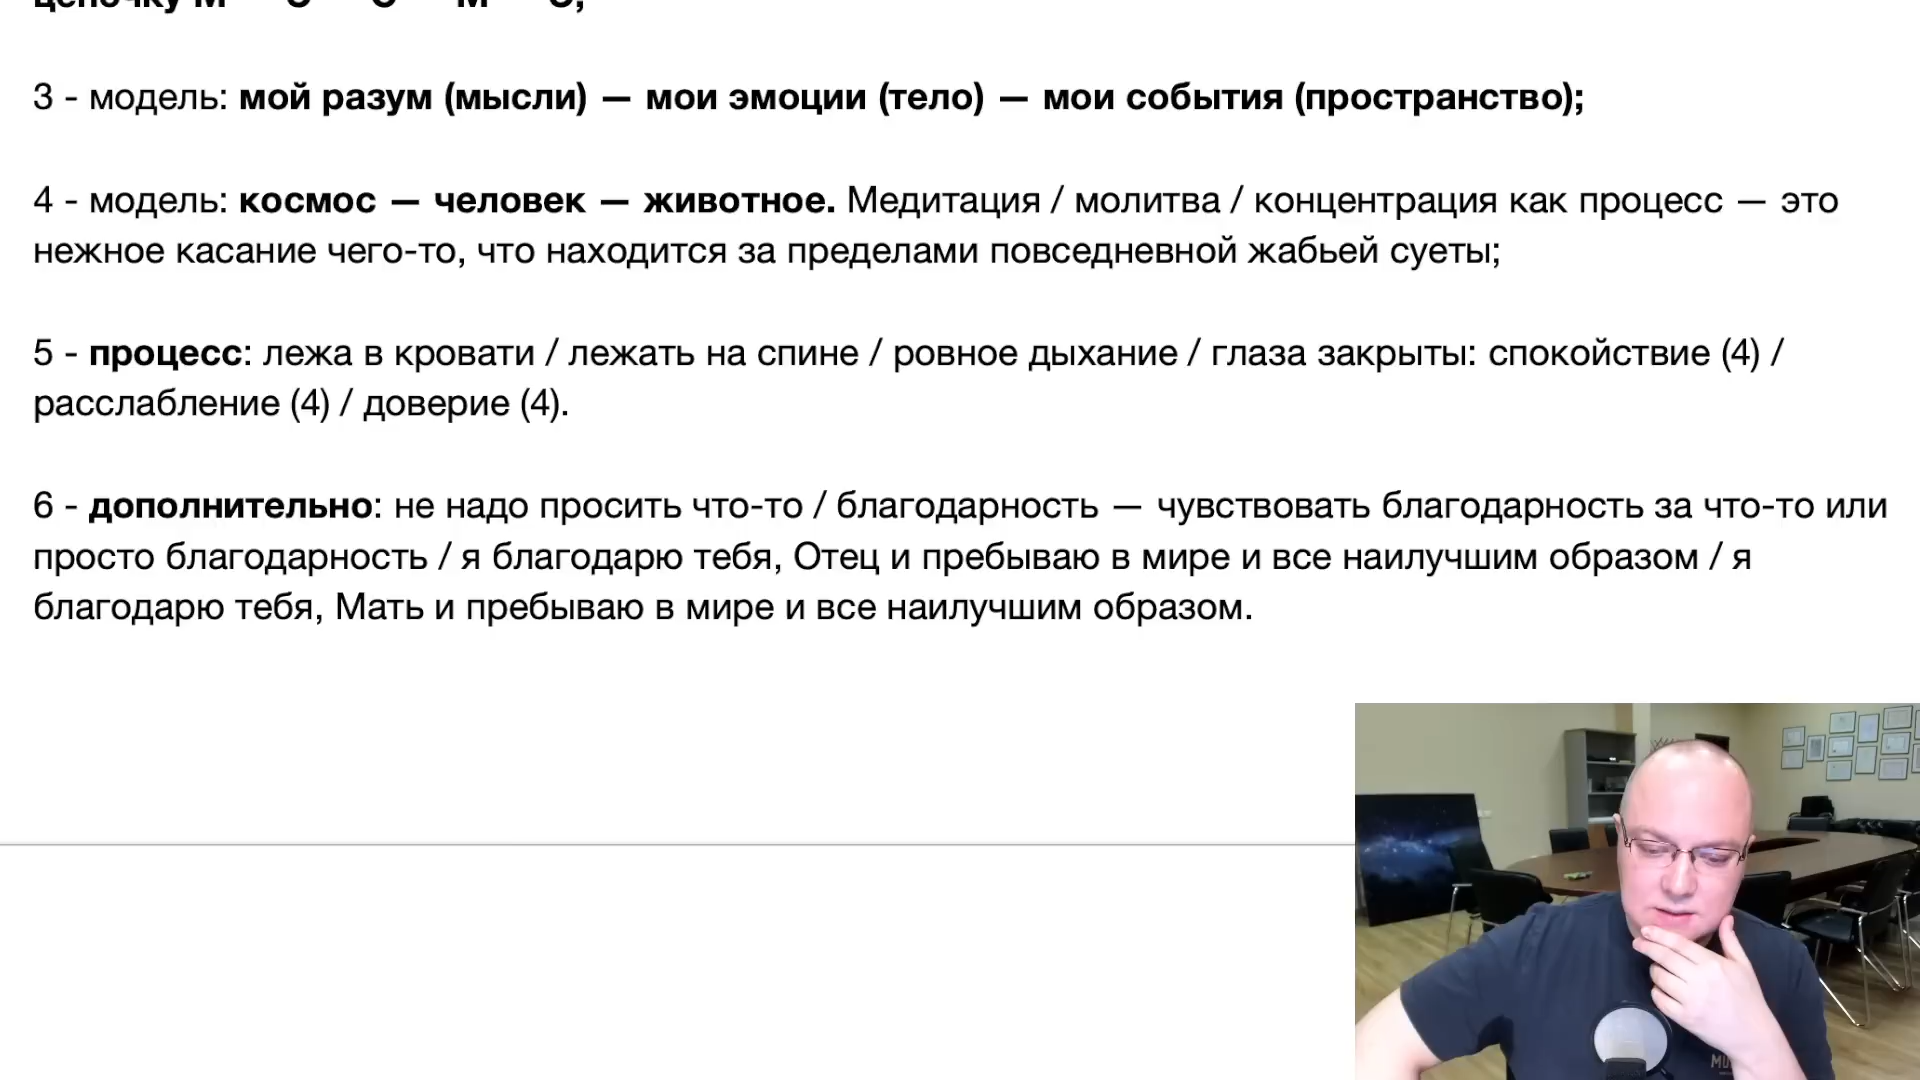 3 - модель: мой разум (мысли) — мои эмоции (тело) — мои события (пространство);
4 - модель: космос — человек — животное. Медитация / молитва / концентрация как процесс — это
нежное касание чего-то, что находится за пределами повседневной жабьей суеты;
5 - процесс: лежа в кровати / лежать на спине / ровное дыхание / глаза закрыты: спокойствие (4) /
расслабление (4) / доверие (4).
6 - дополнительно: не надо просить что-то / благодарность — чувствовать благодарность за что-то или
просто благодарность / я благодарю тебя, Отец и пребываю в мире и все наилучшим образом / я
благодарю тебя, Мать и пребываю в мире и все наилучшим образом.